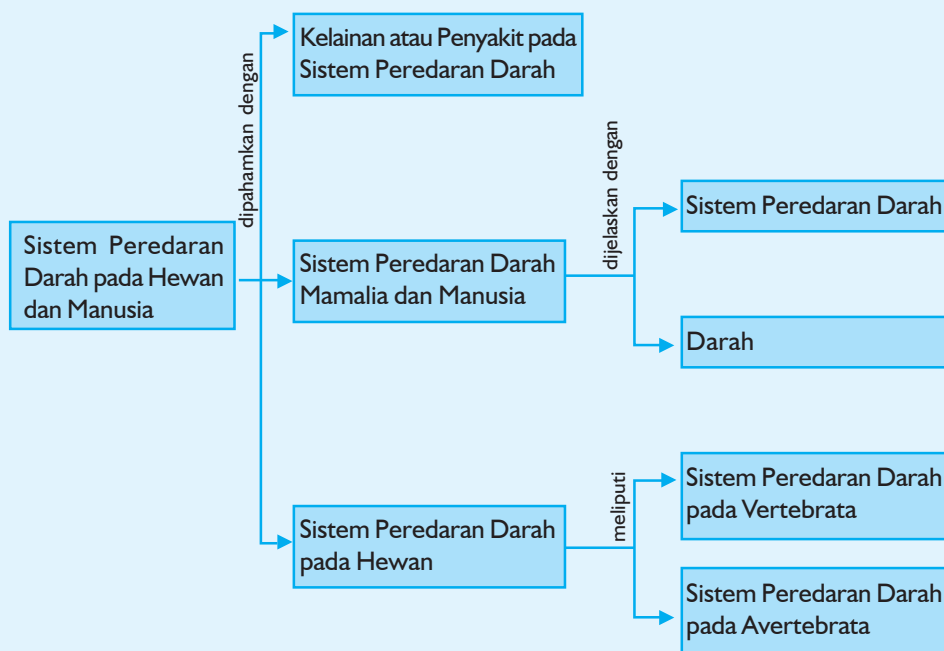 Sistem Peredaran
Darah pada Hewan
dan Manusia
dipahamkan dengan
Kelainan atau Penyakit pada
Sistem Peredaran Darah
Sistem Peredaran Darah
Mamalia dan Manusia
dijelaskan dengan
Sistem Peredaran Darah
Darah
Sistem Peredaran Darah
pada Hewan
meliputi
Sistem Peredaran Darah
pada Vertebrata
Sistem Peredaran Darah
pada Avertebrata